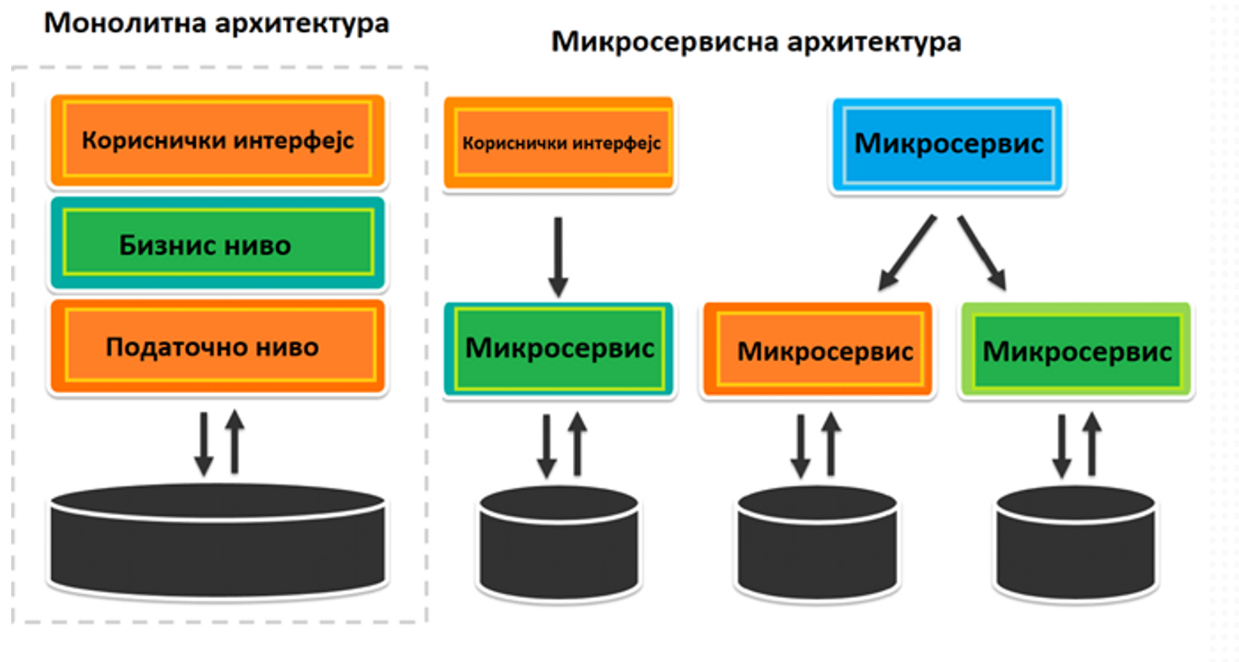 Монолитна архитектура
Микросервисна архитектура
Кориснички интерфејс
Бизнис ниво
Податочно ниво
Кориснички интерфејс
Микросервис
Микросервис
Микросервис
Микросервис